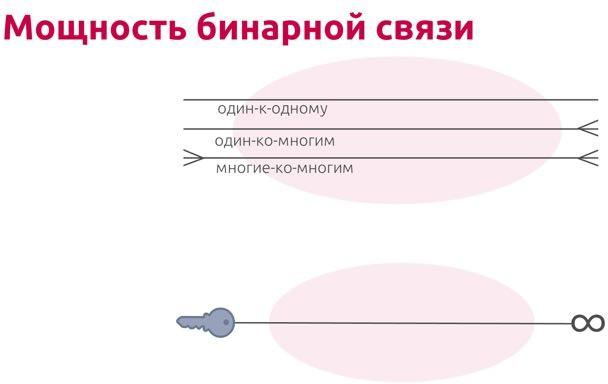 Мощность бинарной связи
один-к-одному
один-ко-многим
многие-ко-многим